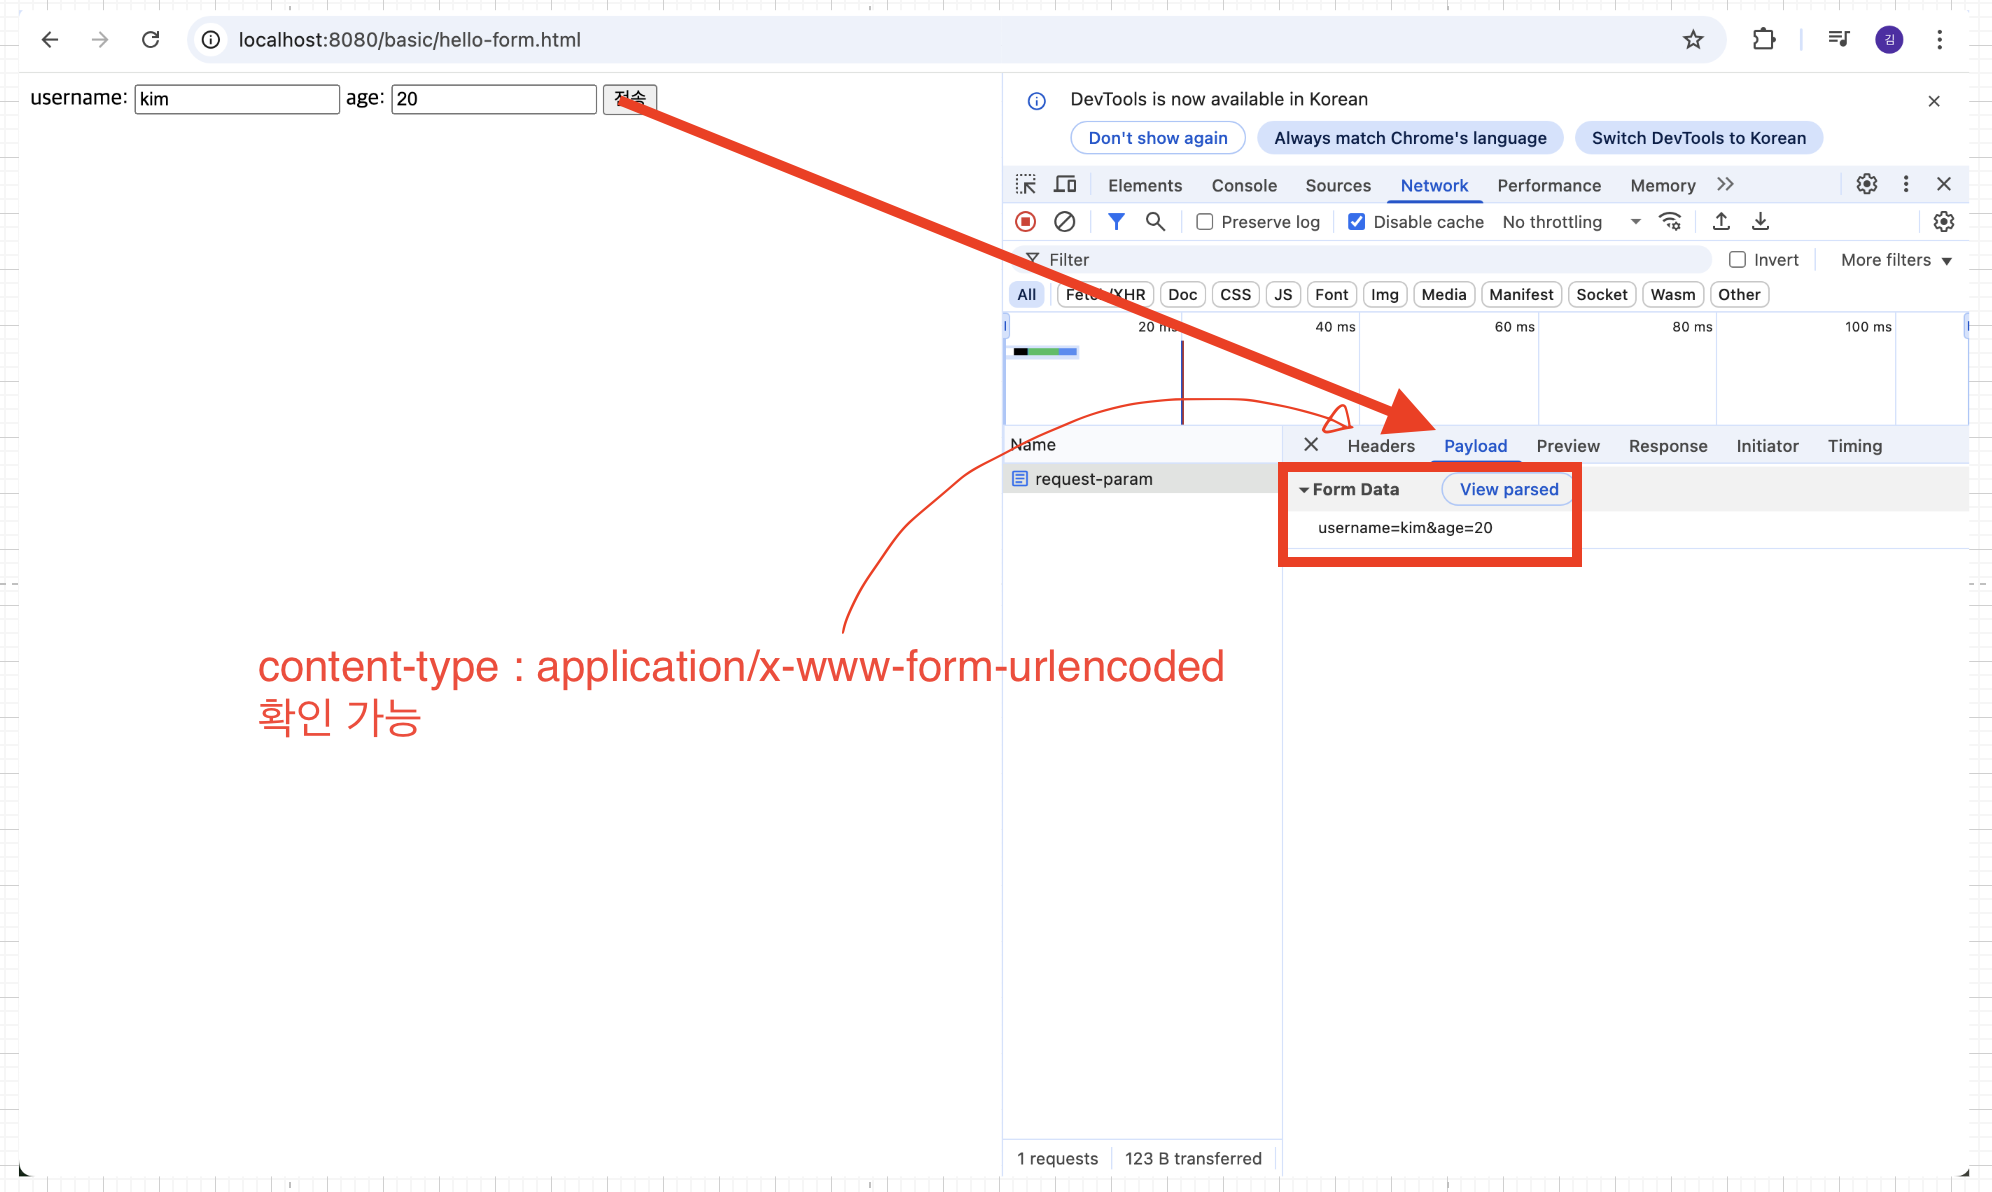 localhost:8080/basic/hello-form.html
김
username: kim age: 20 전송
DevTools is now available in Korean
Don't show again Always match Chrome's language Switch DevTools to Korean
Elements Console Sources Network Performance Memory
Preserve log Disable cache No throttling
Filter Invert More filters
All Fetch/XHR Doc CSS JS Font Img Media Manifest Socket Wasm Other
20 ms 40 ms 60 ms 80 ms 100 ms
Name Headers Payload Preview Response Initiator Timing
request-param Form Data View parsed
username=kim&age=20
content-type : application/x-www-form-urlencoded
확인 가능
1 requests 123 B transferred